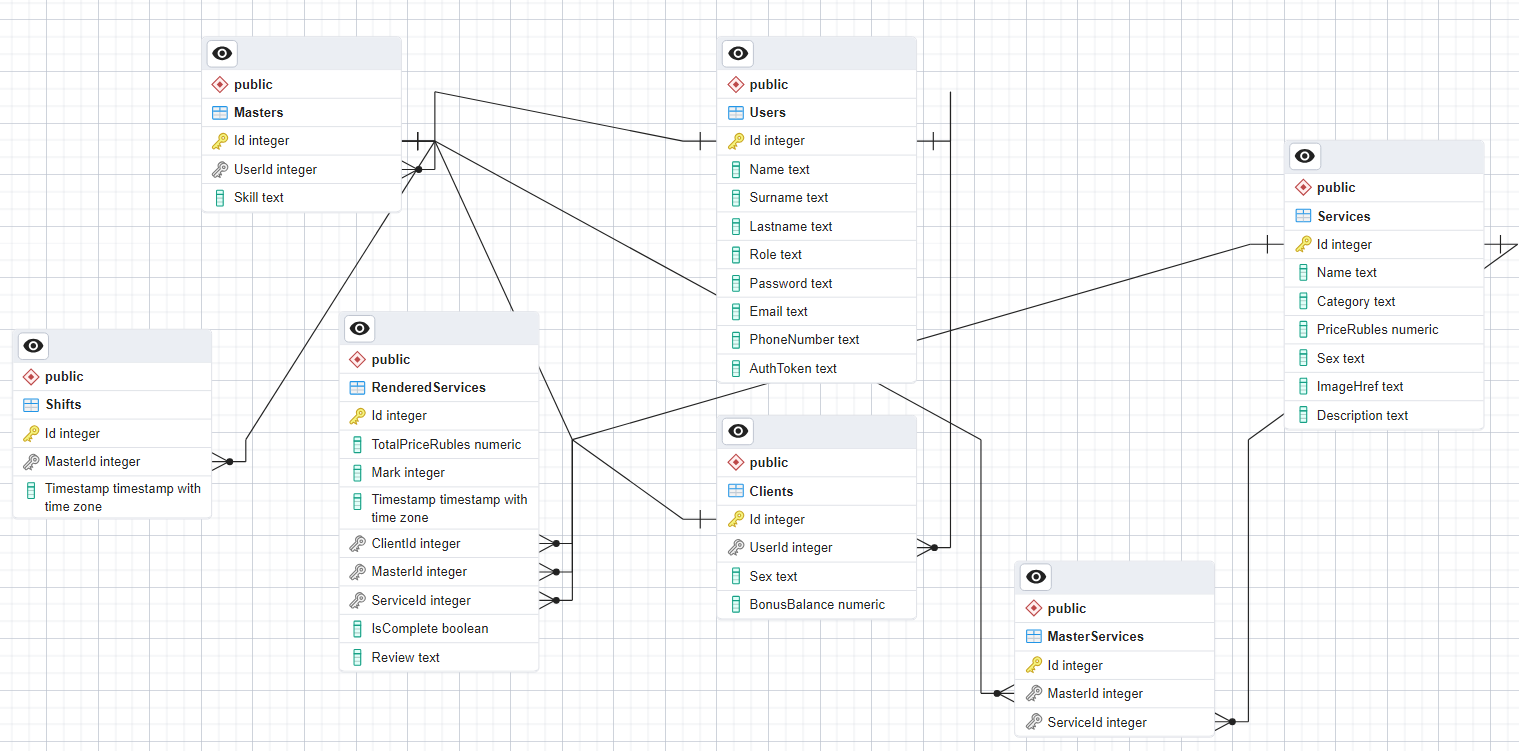 public
Masters
Id integer
UserId integer
Skill text
public
Users
Id integer
Name text
Surname text
Lastname text
Role text
Password text
Email text
PhoneNumber text
AuthToken text
public
Services
Id integer
Name text
Category text
PriceRubles numeric
Sex text
ImageHref text
Description text
public
Shifts
Id integer
MasterId integer
Timestamp timestamp with
time zone
public
RenderedServices
Id integer
TotalPriceRubles numeric
Mark integer
Timestamp timestamp with
time zone
ClientId integer
MasterId integer
ServiceId integer
IsComplete boolean
Review text
public
Clients
Id integer
UserId integer
Sex text
BonusBalance numeric
public
MasterServices
Id integer
MasterId integer
ServiceId integer